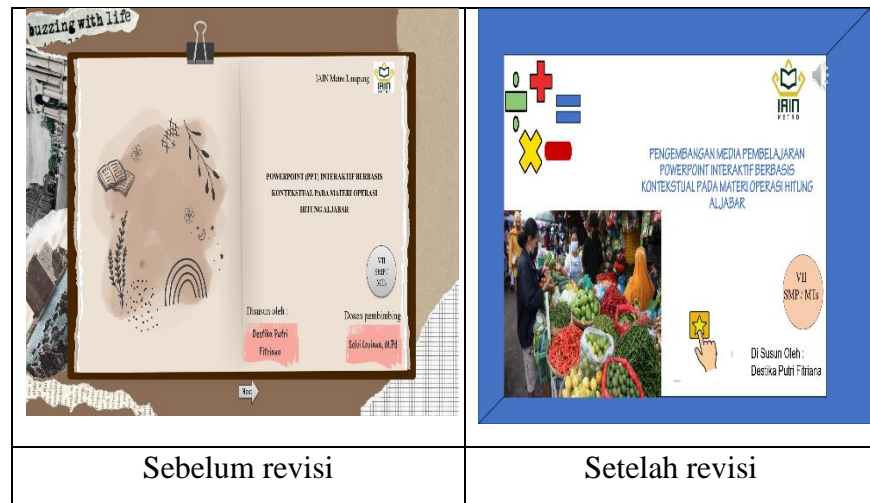 buzzing with life
IAIN Metro Lampung
IAIN
POWERPOINT (PPT) INTERAKTIF BERBASIS
KONTEKSTUAL PADA MATERI OPERASI
HITUNG ALJABAR
VII
SMP /
MTs
Disusun oleh :
Destika Putri
Dosen pembimbing
M.Pd
IAIN
METRO
PENGEMBANGAN MEDIA PEMBELAJARAN
POWERPOINT INTERAKTIF BERBASIS
KONTEKSTUAL PADA MATERI OPERASI HITUNG
ALJABAR
VII
SMP / MTs
Di Susun Oleh :
Destika Putri Fitriana
Sebelum revisi
Setelah revisi